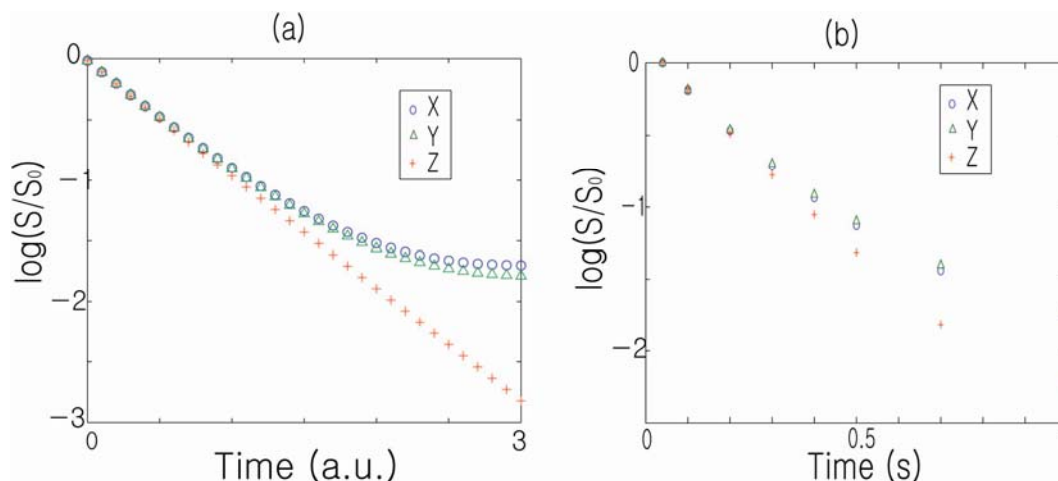 (a)
0
−1
−2
−3
log(S/S₀)
X
Y
Z
0
3
Time (a.u.)
(b)
0
−1
−2
log(S/S₀)
X
Y
Z
0
0.5
Time (s)